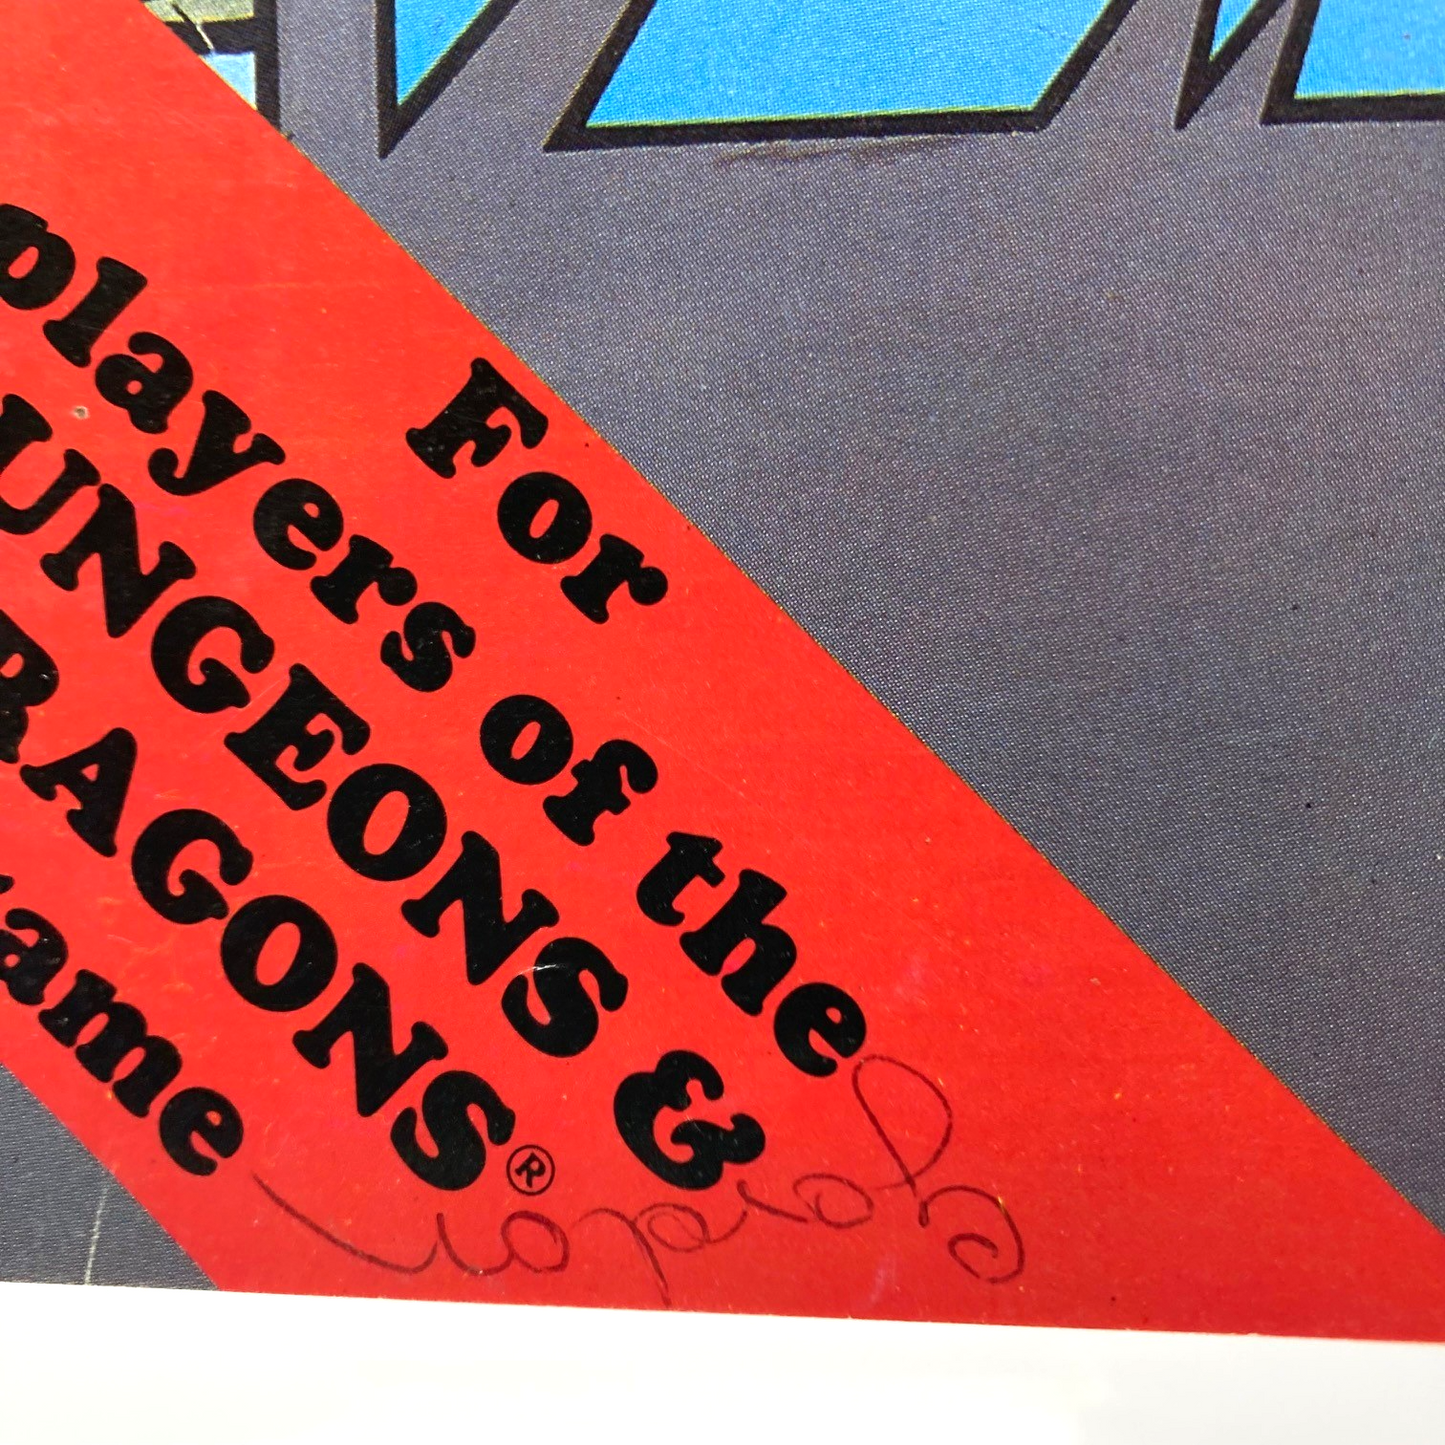 For
players of the
UNGEONS &
RAGONS®
ame